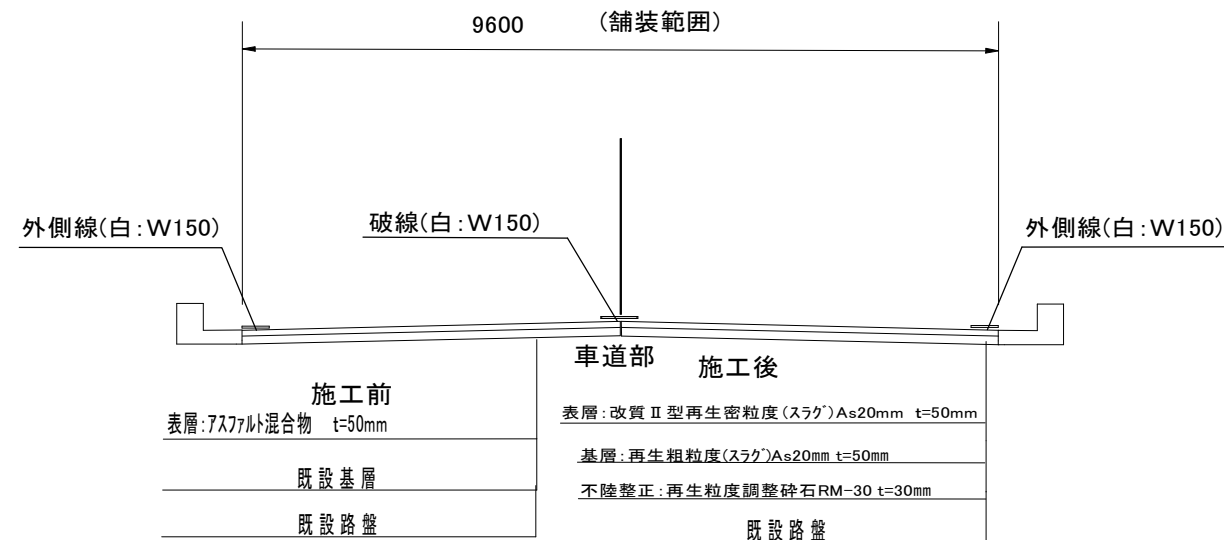 9600 (舗装範囲)
外側線(白:W150)
破線(白:W150)
外側線(白:W150)
車道部
施工前
施工後
表層:アスファルト混合物 t=50mm
既設基層
既設路盤
表層:改質Ⅱ型再生密粒度(スラグ)As20mm t=50mm
基層:再生粗粒度(スラグ)As20mm t=50mm
不陸整正:再生粒度調整砕石RM-30 t=30mm
既設路盤